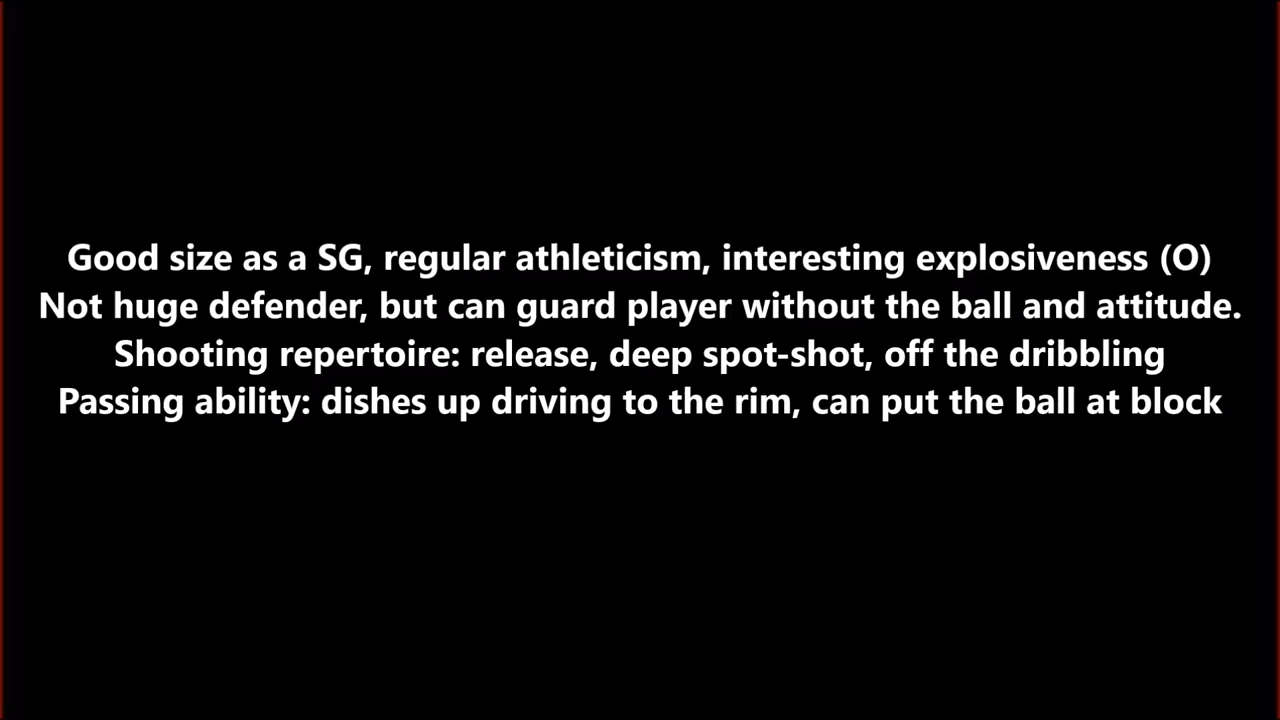 Good size as a SG, regular athleticism, interesting explosiveness (O)
Not huge defender, but can guard player without the ball and attitude.
Shooting repertoire: release, deep spot-shot, off the dribbling
Passing ability: dishes up driving to the rim, can put the ball at block